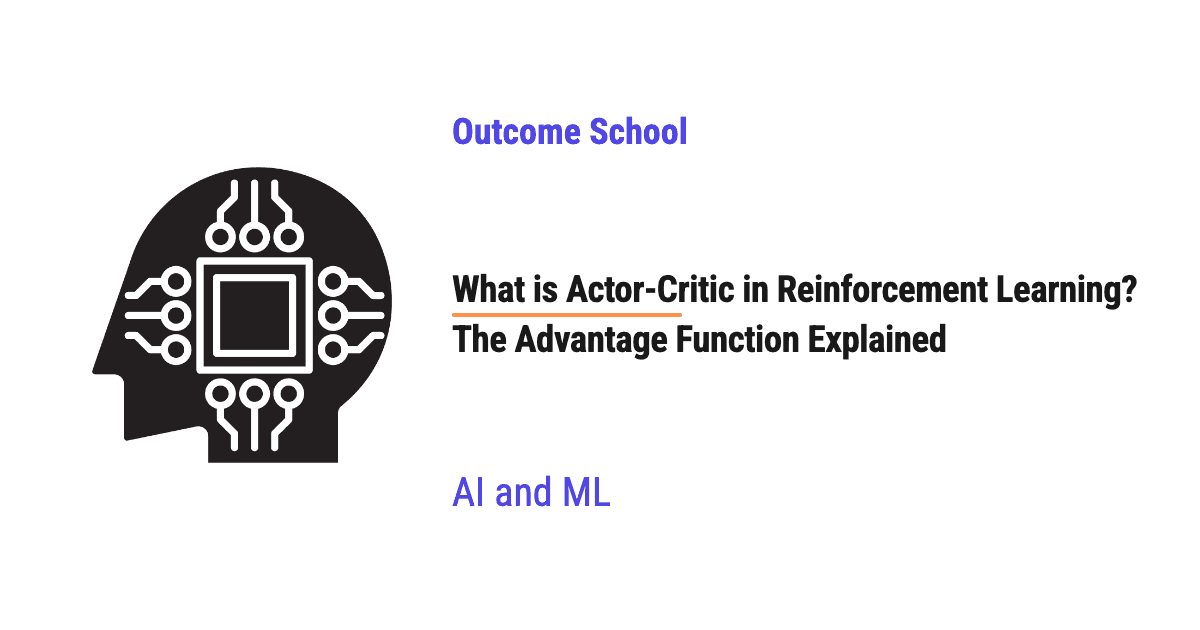 Outcome School
What is Actor-Critic in Reinforcement Learning?
The Advantage Function Explained
AI and ML